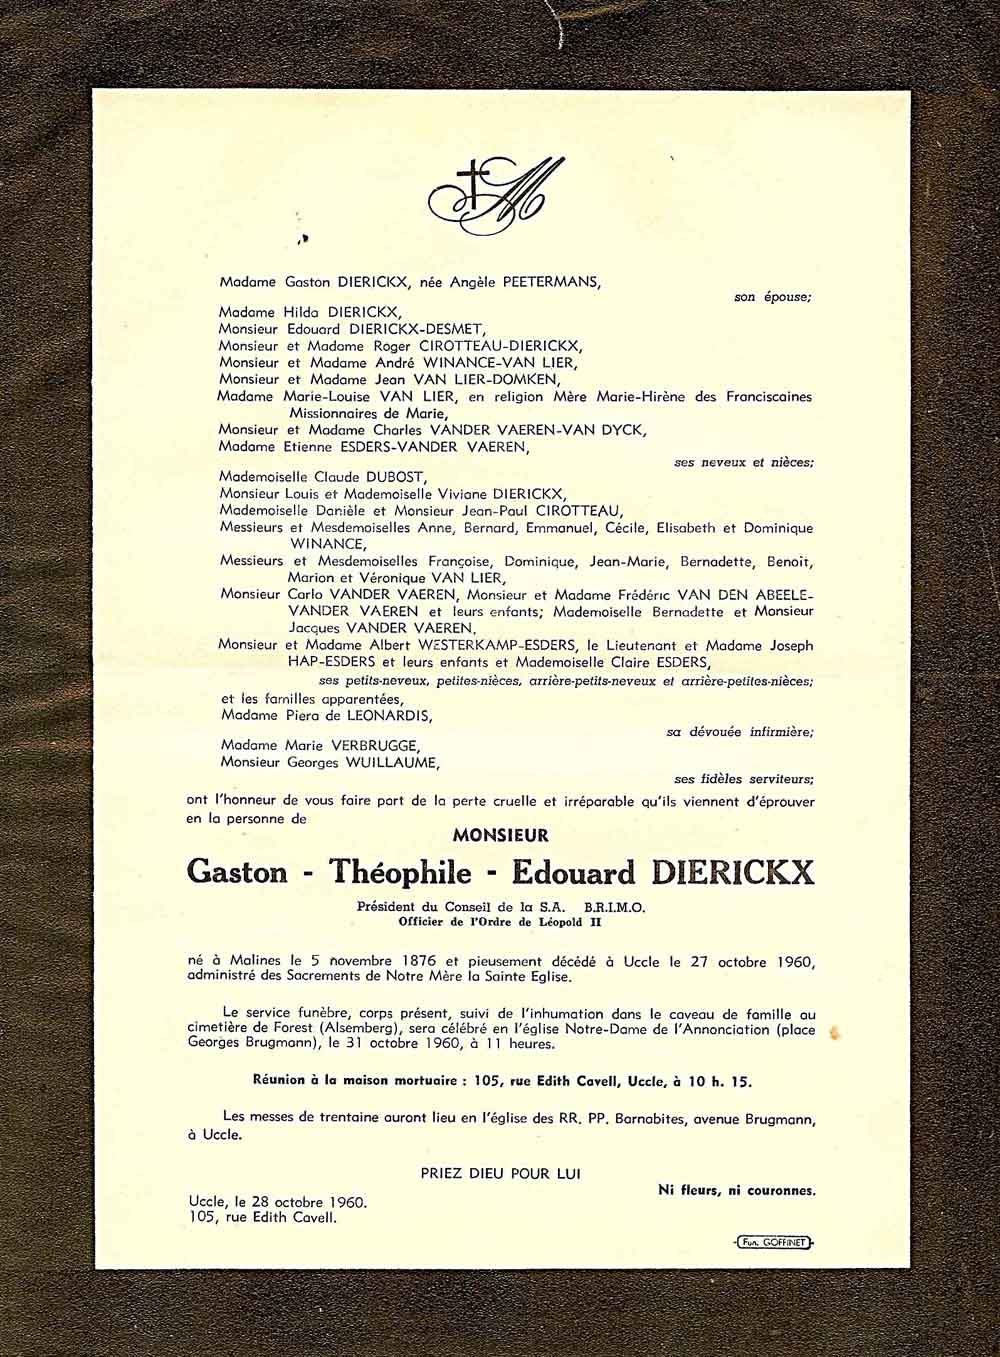 M
Madame Gaston DIERICKX, née Angèle PEETERMANS,
son épouse;
Madame Hilda DIERICKX,
Monsieur Edouard DIERICKX-DESMET,
Monsieur et Madame Roger CIROTTEAU-DIERICKX,
Monsieur et Madame André WINANCE-VAN LIER,
Monsieur et Madame Jean VAN LIER-DOMKEN,
Madame Marie-Louise VAN LIER, en religion Mère Marie-Hirène des Franciscaines
Missionnaires de Marie,
Monsieur et Madame Charles VANDER VAEREN-VAN DYCK,
Madame Etienne ESDERS-VANDER VAEREN,
ses neveux et nièces;
Mademoiselle Claude DUBOST,
Monsieur Louis et Mademoiselle Viviane DIERICKX,
Mademoiselle Danièle et Monsieur Jean-Paul CIROTTEAU,
Messieurs et Mesdemoiselles Anne, Bernard, Emmanuel, Cécile, Elisabeth et Dominique
WINANCE,
Messieurs et Mesdemoiselles Françoise, Dominique, Jean-Marie, Bernadette, Benoit,
Marion et Véronique VAN LIER,
Monsieur Carlo VANDER VAEREN, Monsieur et Madame Frédéric VAN DEN ABEELE-
VANDER VAEREN et leurs enfants; Mademoiselle Bernadette et Monsieur
Jacques VANDER VAEREN,
Monsieur et Madame Albert WESTERKAMP-ESDERS, le Lieutenant et Madame Joseph
HAP-ESDERS et leurs enfants et Mademoiselle Claire ESDERS,
ses petits-neveux, petites-nièces, arrière-petits-neveux et arrière-petites-nièces;
et les familles apparentées,
Madame Piera de LEONARDIS,
sa dévouée infirmière;
Madame Marie VERBRUGGE,
Monsieur Georges WUILLAUME,
ses fidèles serviteurs;
ont l'honneur de vous faire part de la perte cruelle et irréparable qu'ils viennent d'éprouver
en la personne de
MONSIEUR
Gaston - Théophile - Edouard DIERICKX
Président du Conseil de la S.A. B.R.I.M.O.
Officier de l'Ordre de Léopold II
né à Malines le 5 novembre 1876 et pieusement décédé à Uccle le 27 octobre 1960,
administré des Sacrements de Notre Mère la Sainte Eglise.
Le service funèbre, corps présent, suivi de l'inhumation dans le caveau de famille au
cimetière de Forest (Alsemberg), sera célébré en l'église Notre-Dame de l'Annonciation (place
Georges Brugmann), le 31 octobre 1960, à 11 heures.
Réunion à la maison mortuaire : 105, rue Edith Cavell, Uccle, à 10 h. 15.
Les messes de trentaine auront lieu en l'église des RR. PP. Barnabites, avenue Brugmann,
à Uccle.
PRIEZ DIEU POUR LUI
Ni fleurs, ni couronnes.
Uccle, le 28 octobre 1960.
105, rue Edith Cavell.
Fun. GOFFINET